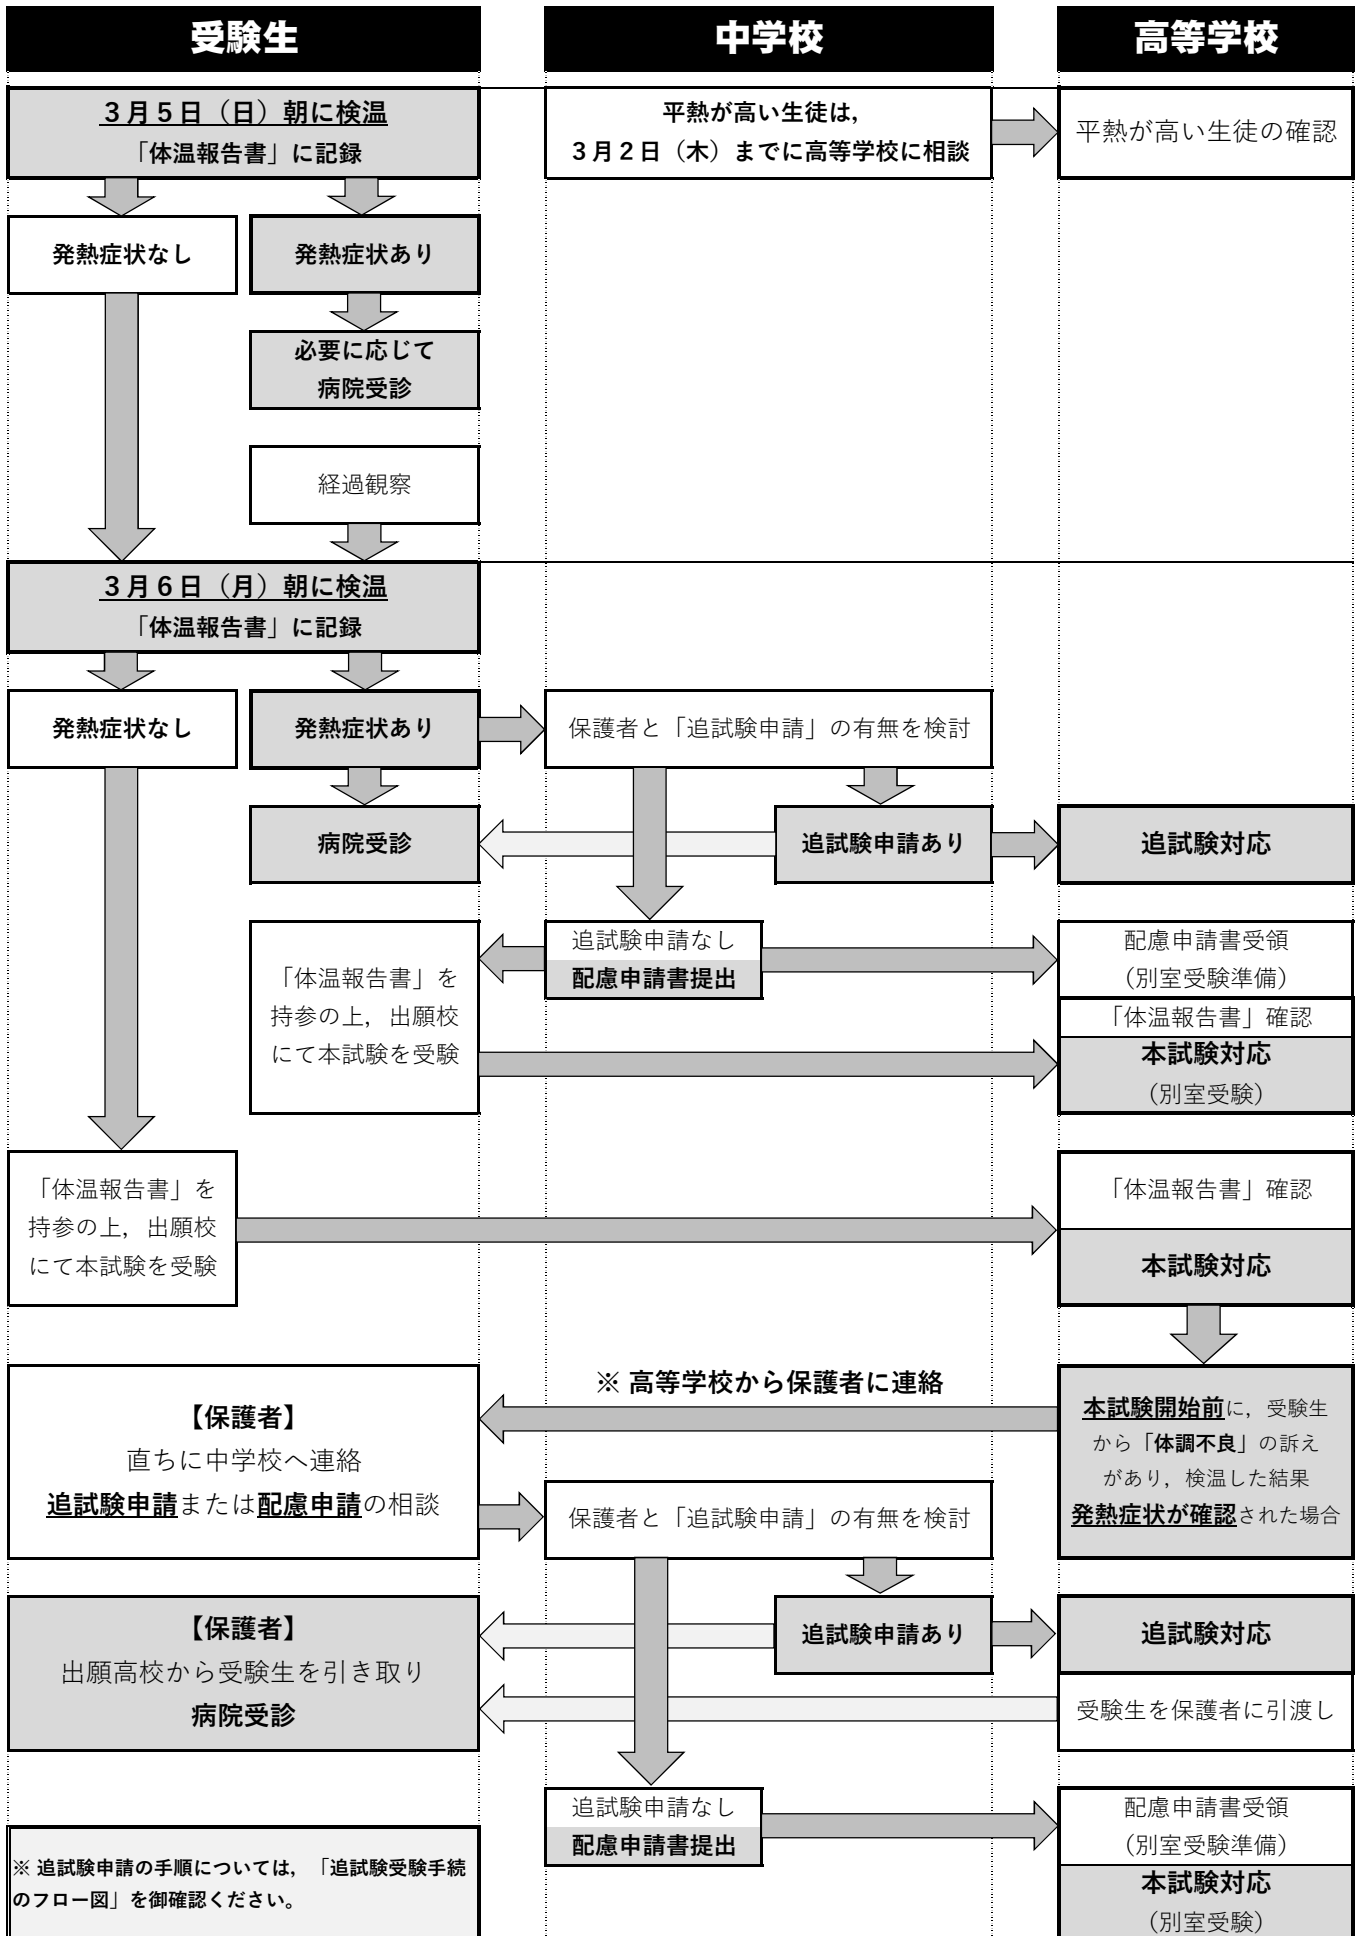 受験生
中学校
高等学校
３月５日（日）朝に検温
「体温報告書」に記録
平熱が高い生徒は，
３月２日（木）までに高等学校に相談
平熱が高い生徒の確認
発熱症状なし
発熱症状あり
必要に応じて
病院受診
経過観察
３月６日（月）朝に検温
「体温報告書」に記録
発熱症状なし
発熱症状あり
保護者と「追試験申請」の有無を検討
病院受診
追試験申請あり
追試験対応
追試験申請なし
配慮申請書提出
配慮申請書受領
（別室受験準備）
「体温報告書」を
持参の上，出願校
にて本試験を受験
「体温報告書」確認
本試験対応
（別室受験）
「体温報告書」を
持参の上，出願校
にて本試験を受験
「体温報告書」確認
本試験対応
※ 高等学校から保護者に連絡
本試験開始前に，受験生
から「体調不良」の訴え
があり，検温した結果
発熱症状が確認された場合
【保護者】
直ちに中学校へ連絡
追試験申請または配慮申請の相談
保護者と「追試験申請」の有無を検討
【保護者】
出願高校から受験生を引き取り
病院受診
追試験申請あり
追試験対応
受験生を保護者に引渡し
追試験申請なし
配慮申請書提出
配慮申請書受領
（別室受験準備）
本試験対応
（別室受験）
※ 追試験申請の手順については，「追試験受験手続
のフロー図」を御確認ください。